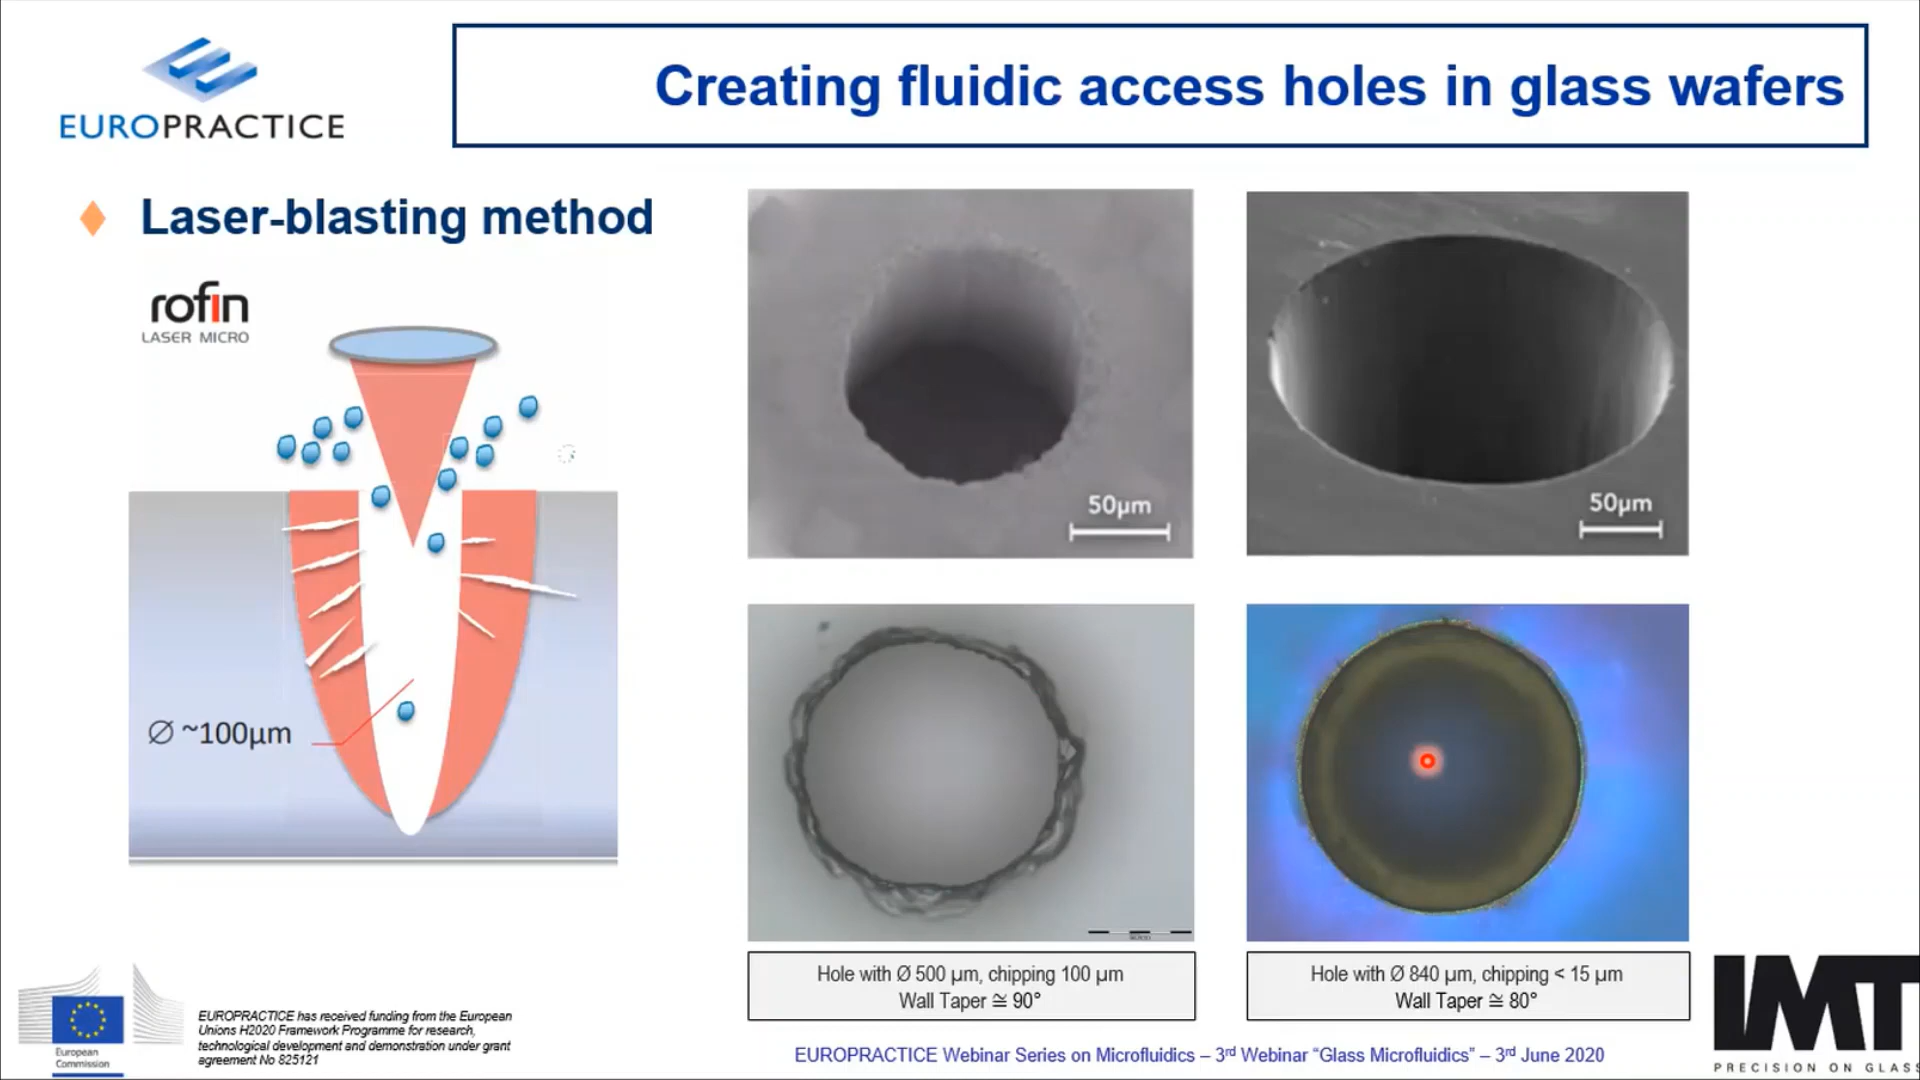 EUROPRACTICE
Creating fluidic access holes in glass wafers
Laser-blasting method
rofin
LASER MICRO
Ø ~100µm
50µm
50µm
Hole with Ø 500 µm, chipping 100 µm
Wall Taper ≅ 90°
Hole with Ø 840 µm, chipping < 15 µm
Wall Taper ≅ 80°
European
Commission
EUROPRACTICE has received funding from the European
Unions H2020 Framework Programme for research,
technological development and demonstration under grant
agreement No 825121
EUROPRACTICE Webinar Series on Microfluidics – 3rd Webinar “Glass Microfluidics” – 3rd June 2020
IMT
PRECISION ON GLASS